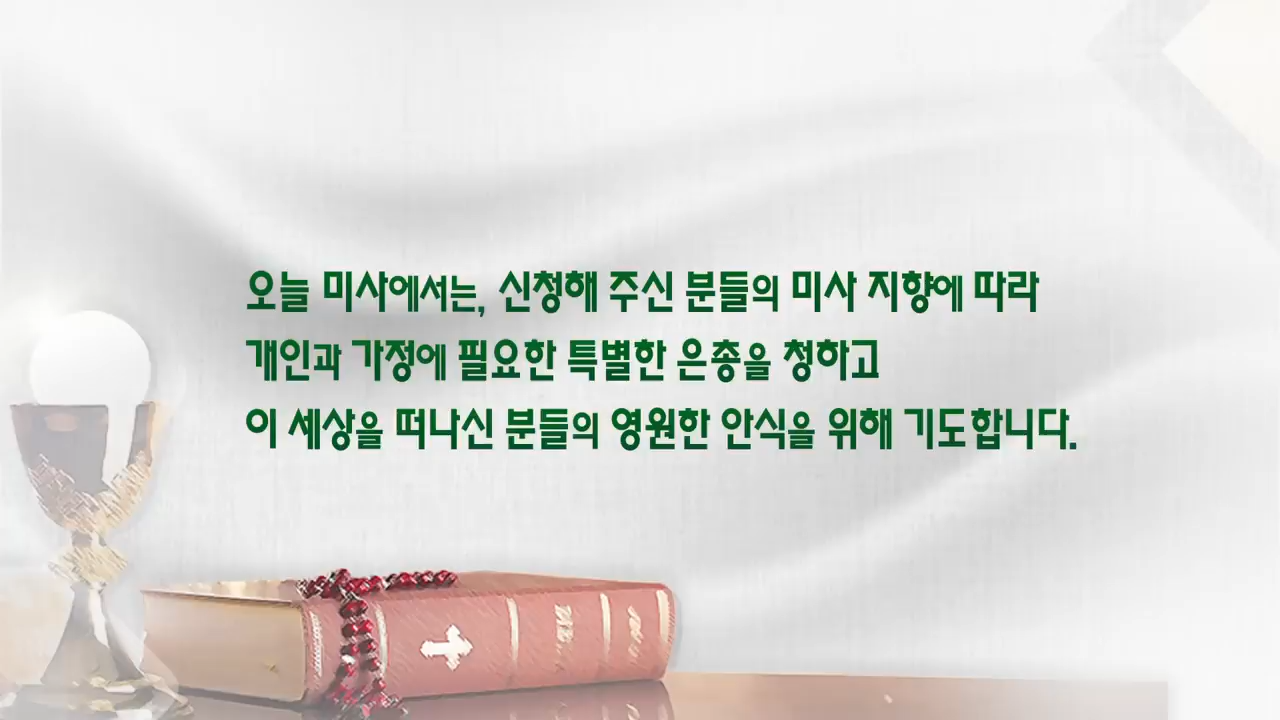 오늘 미사에서는, 신청해 주신 분들의 미사 지향에 따라
개인과 가정에 필요한 특별한 은총을 청하고
이 세상을 떠나신 분들의 영원한 안식을 위해 기도합니다.